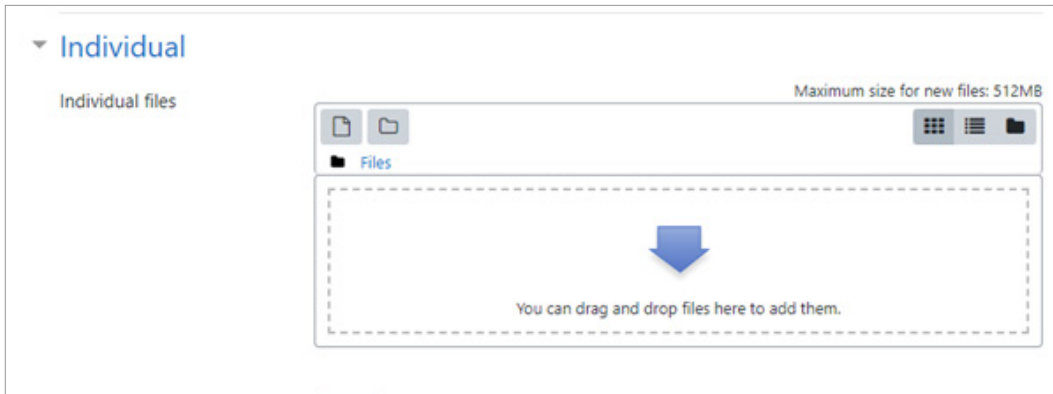 Individual
Individual files
Maximum size for new files: 512MB
Files
You can drag and drop files here to add them.